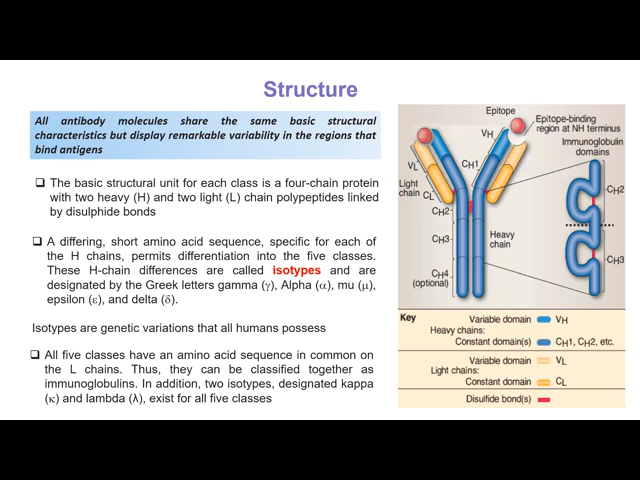 Structure
All antibody molecules share the same basic structural
characteristics but display remarkable variability in the regions that
bind antigens
❑ The basic structural unit for each class is a four-chain protein
with two heavy (H) and two light (L) chain polypeptides linked
by disulphide bonds
❑ A differing, short amino acid sequence, specific for each of
the H chains, permits differentiation into the five classes.
These H-chain differences are called isotypes and are
designated by the Greek letters gamma (γ), Alpha (α), mu (μ),
epsilon (ε), and delta (δ).
Isotypes are genetic variations that all humans possess
❑ All five classes have an amino acid sequence in common on
the L chains. Thus, they can be classified together as
immunoglobulins. In addition, two isotypes, designated kappa
(κ) and lambda (λ), exist for all five classes
Epitope
Epitope-binding
region at NH terminus
VH
Immunoglobulin
domains
CH1
VL
Light
chain
CL
CH2
CH2
CH3
Heavy
chain
CH3
CH4
(optional)
Key
Variable domain VH
Heavy chains:
Constant domain(s) CH1, CH2, etc.
Variable domain VL
Light chains:
Constant domain CL
Disulfide bond(s)